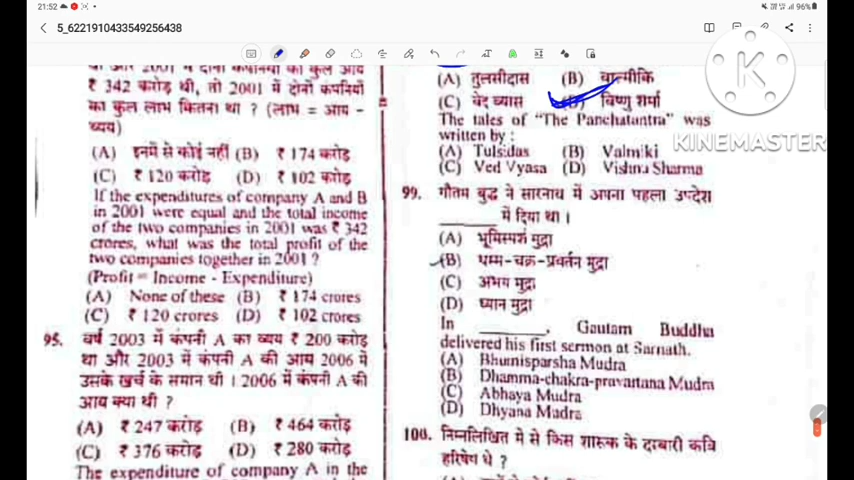 21:52
96%
5_6221910433549256438
₹ 342 करोड़ थी, तो 2001 में दोनों कंपनियों
का कुल लाभ कितना था ? (लाभ = आय -
व्यय)
(A) इनमें से कोई नहीं (B) ₹ 174 करोड़
(C) ₹ 120 करोड़ (D) ₹ 102 करोड़
If the expenditures of company A and B
in 2001 were equal and the total income
of the two companies in 2001 was ₹ 342
crores, what was the total profit of the
two companies together in 2001 ?
(Profit = Income - Expenditure)
(A) None of these (B) ₹ 174 crores
(C) ₹ 120 crores (D) ₹ 102 crores
95. वर्ष 2003 में कंपनी A का व्यय ₹ 200 करोड़
था और 2003 में कंपनी A की आय 2006 में
उसके खर्च के समान थी । 2006 में कंपनी A की
आय क्या थी ?
(A) ₹ 247 करोड़ (B) ₹ 464 करोड़
(C) ₹ 376 करोड़ (D) ₹ 280 करोड़
The expenditure of company A in the
(A) तुलसीदास (B) वाल्मीकि
(C) वेद व्यास (D) विष्णु शर्मा
The tales of "The Panchatantra" was
written by :
(A) Tulsidas (B) Valmiki
(C) Ved Vyasa (D) Vishnu Sharma
99. गौतम बुद्ध ने सारनाथ में अपना पहला उपदेश
______ में दिया था ।
(A) भूमिस्पर्श मुद्रा
(B) धम्म-चक्र-प्रवर्तन मुद्रा
(C) अभय मुद्रा
(D) ध्यान मुद्रा
In ______, Gautam Buddha
delivered his first sermon at Sarnath.
(A) Bhumisparsha Mudra
(B) Dhamma-chakra-pravartana Mudra
(C) Abhaya Mudra
(D) Dhyana Mudra
100. निम्नलिखित में से किस शासक के दरबारी कवि
हरिषेण थे ?
K
KINEMASTER